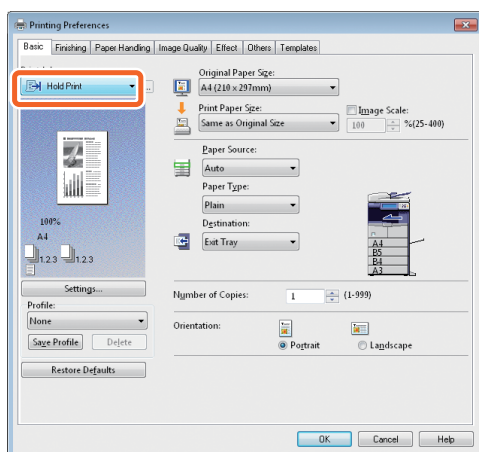 Printing Preferences
Basic Finishing Paper Handling Image Quality Effect Others Templates
Hold Print ...
Original Paper Size:
A4 (210 x 297mm)
Print Paper Size:
Same as Original Size
Image Scale:
100 %(25-400)
Paper Source:
Auto
Paper Type:
Plain
Destination:
Exit Tray
100%
A4
1.2.3 1.2.3
A4
B5
B4
A3
Settings...
Number of Copies: 1 (1-999)
Profile:
None
Orientation:
Save Profile Delete
Portrait Landscape
Restore Defaults
OK Cancel Help